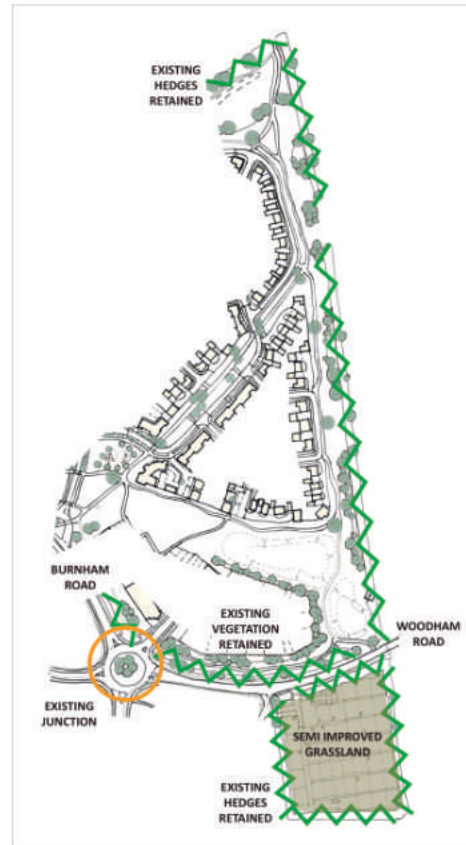 EXISTING
HEDGES
RETAINED
BURNHAM
ROAD
EXISTING
VEGETATION
RETAINED
WOODHAM
ROAD
EXISTING
JUNCTION
SEMI IMPROVED
GRASSLAND
EXISTING
HEDGES
RETAINED